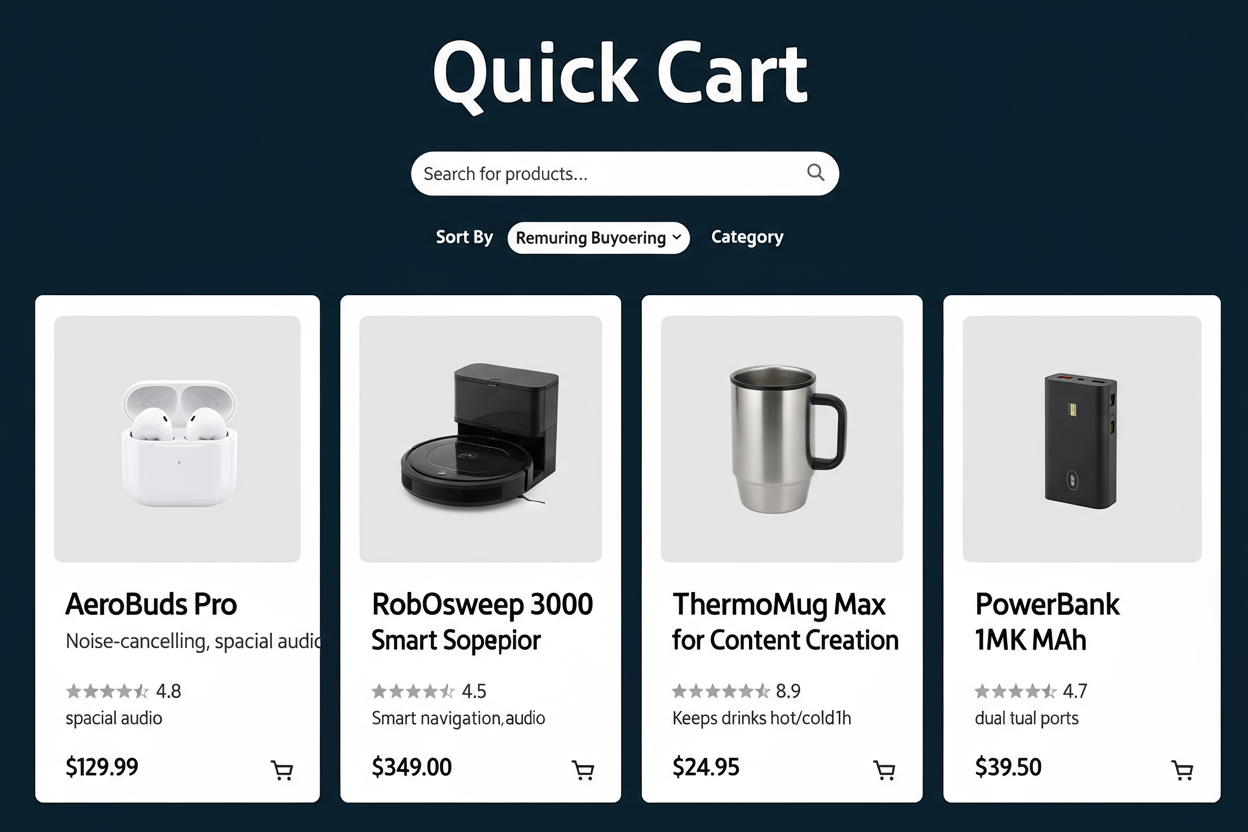 Quick Cart
Search for products...
Sort By Remuring Buyoering Category
AeroBuds Pro
Noise-cancelling, spacial audio
4.8
spacial audio
$129.99
RobOsweep 3000
Smart Sopepior
4.5
Smart navigation, audio
$349.00
ThermoMug Max
for Content Creation
8.9
Keeps drinks hot/cold1h
$24.95
PowerBank
1MK MAh
4.7
dual tual ports
$39.50